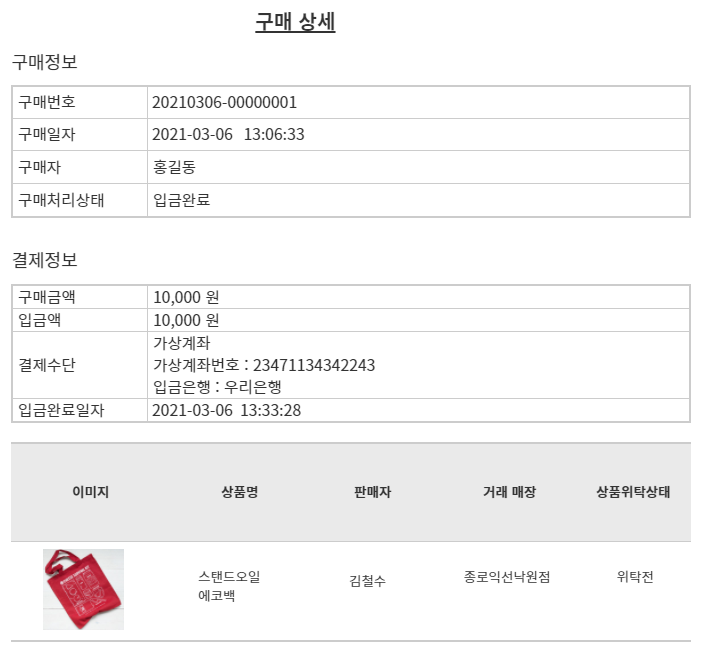 구매 상세
구매정보
구매번호 20210306-00000001
구매일자 2021-03-06 13:06:33
구매자 홍길동
구매처리상태 입금완료
결제정보
구매금액 10,000 원
입금액 10,000 원
결제수단 가상계좌
가상계좌번호 : 23471134342243
입금은행 : 우리은행
입금완료일자 2021-03-06 13:33:28
이미지 상품명 판매자 거래 매장 상품위탁상태
스탠드오일 김철수 종로익선낙원점 위탁전
에코백